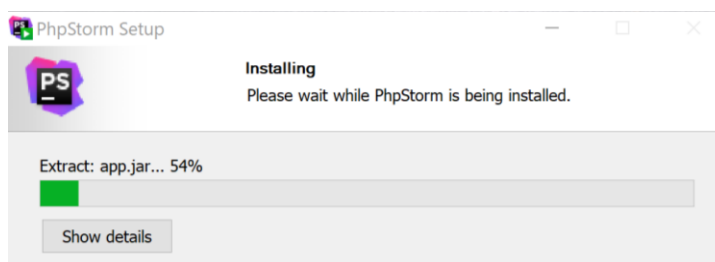 PhpStorm Setup
PS
Installing
Please wait while PhpStorm is being installed.
Extract: app.jar... 54%
Show details